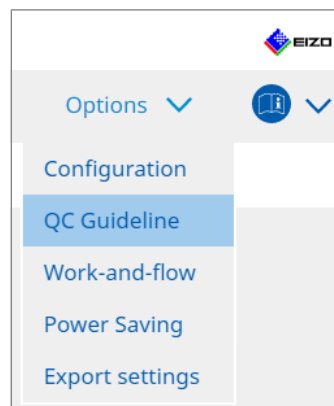 EIZO
Options
Configuration
QC Guideline
Work-and-flow
Power Saving
Export settings